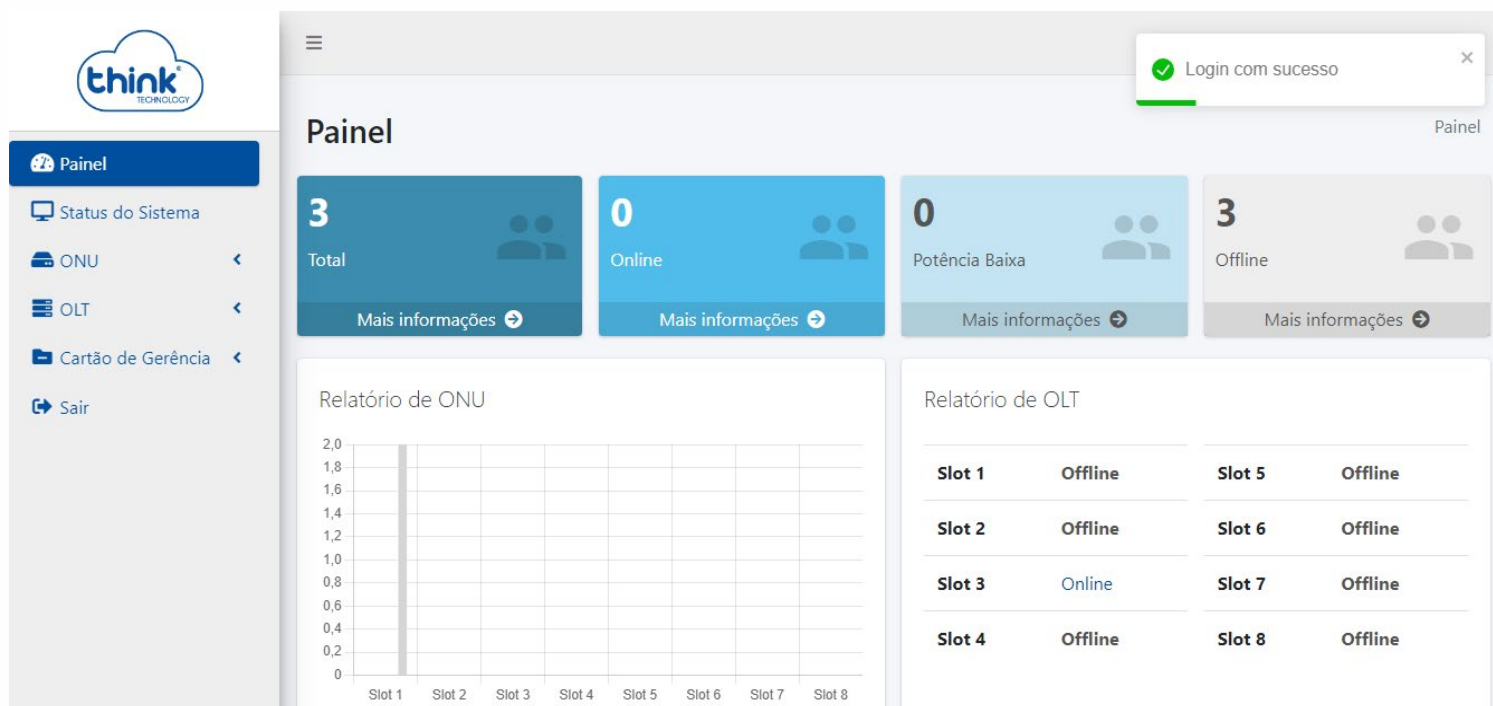 think®
TECHNOLOGY
Login com sucesso ×
Painel
Painel
Painel
Status do Sistema
ONU
OLT
Cartão de Gerência
Sair
3
Total
Mais informações
0
Online
Mais informações
0
Potência Baixa
Mais informações
3
Offline
Mais informações
Relatório de ONU
2,0
1,8
1,6
1,4
1,2
1,0
0,8
0,6
0,4
0,2
0
Slot 1 Slot 2 Slot 3 Slot 4 Slot 5 Slot 6 Slot 7 Slot 8
Relatório de OLT
Slot 1 Offline Slot 5 Offline
Slot 2 Offline Slot 6 Offline
Slot 3 Online Slot 7 Offline
Slot 4 Offline Slot 8 Offline